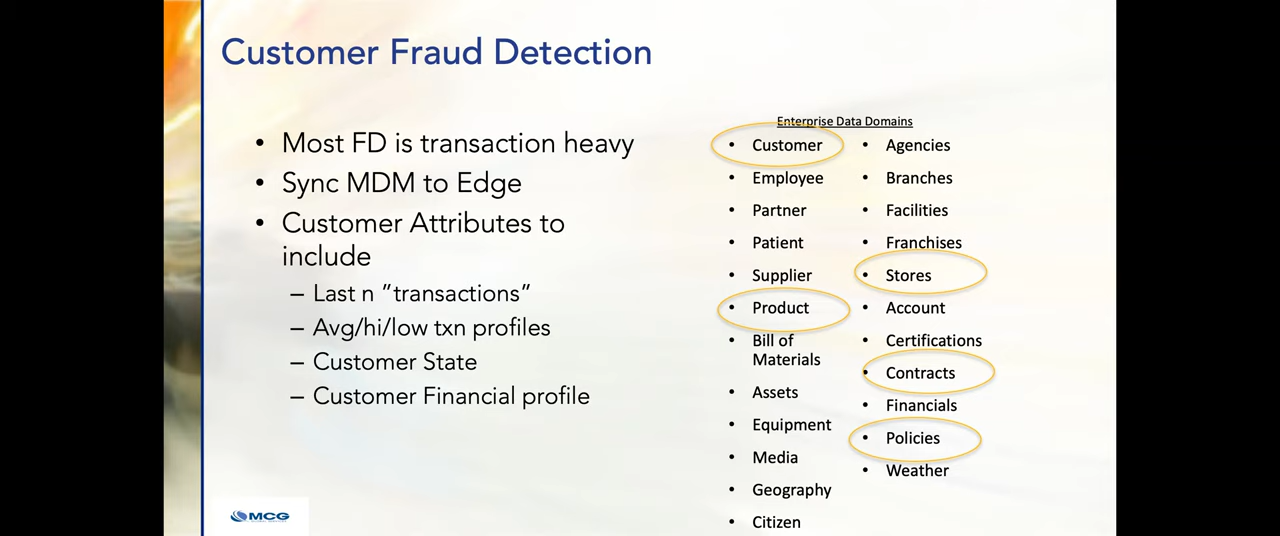 Customer Fraud Detection
• Most FD is transaction heavy
• Sync MDM to Edge
• Customer Attributes to
include
– Last n ”transactions”
– Avg/hi/low txn profiles
– Customer State
– Customer Financial profile
Enterprise Data Domains
• Customer
• Employee
• Partner
• Patient
• Supplier
• Product
• Bill of
Materials
• Assets
• Equipment
• Media
• Geography
• Citizen
• Agencies
• Branches
• Facilities
• Franchises
• Stores
• Account
• Certifications
• Contracts
• Financials
• Policies
• Weather
MCG